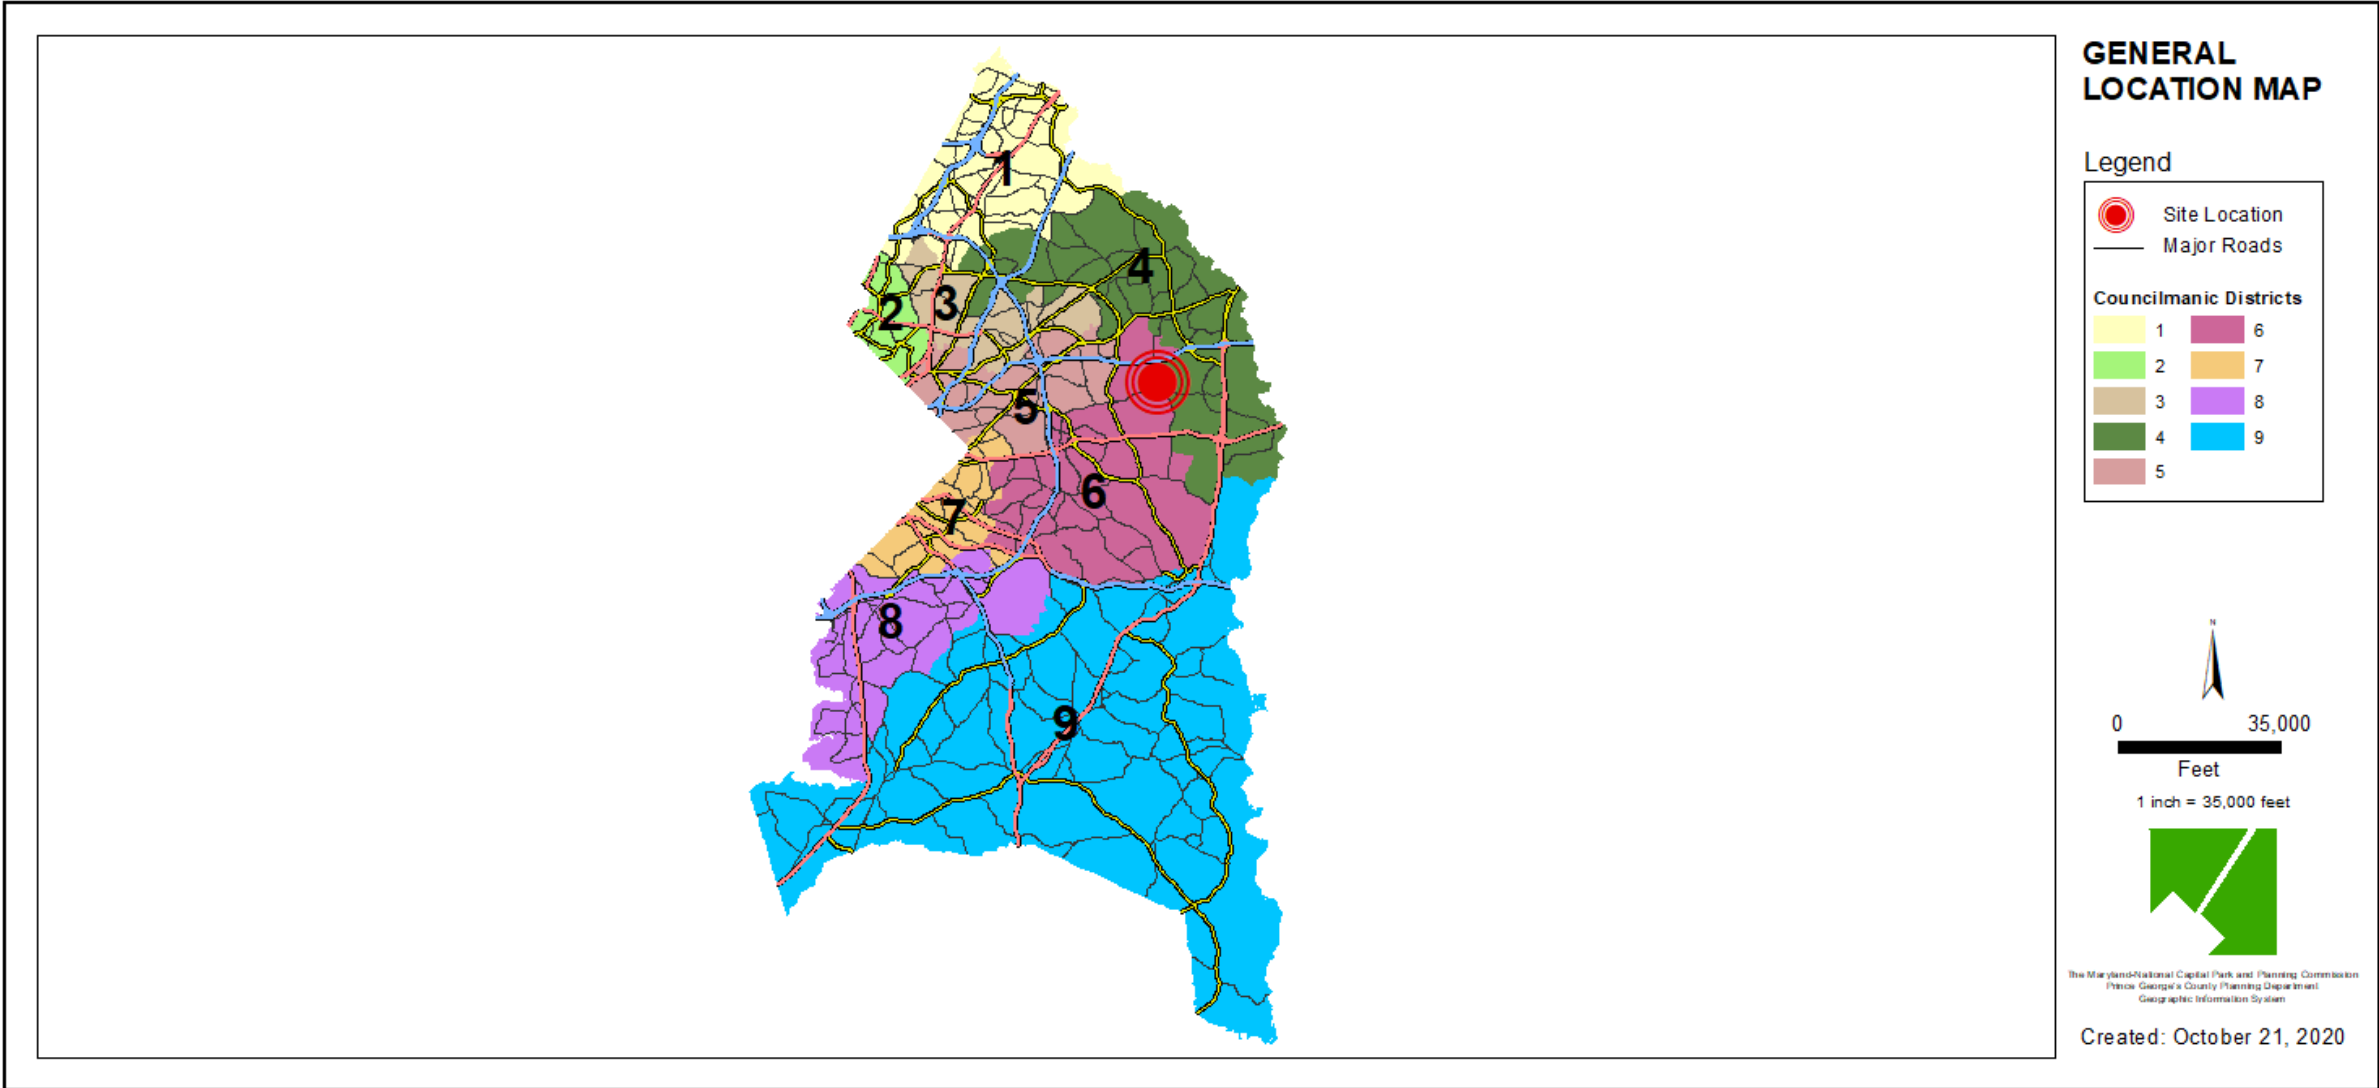 GENERAL
LOCATION MAP
Legend
Site Location
Major Roads
Councilmanic Districts
1 6
2 7
3 8
4 9
5
1
4
3
2
5
6
7
8
9
N
0 35,000
Feet
1 inch = 35,000 feet
The Maryland-National Capital Park and Planning Commission
Prince George's County Planning Department
Geographic Information System
Created: October 21, 2020